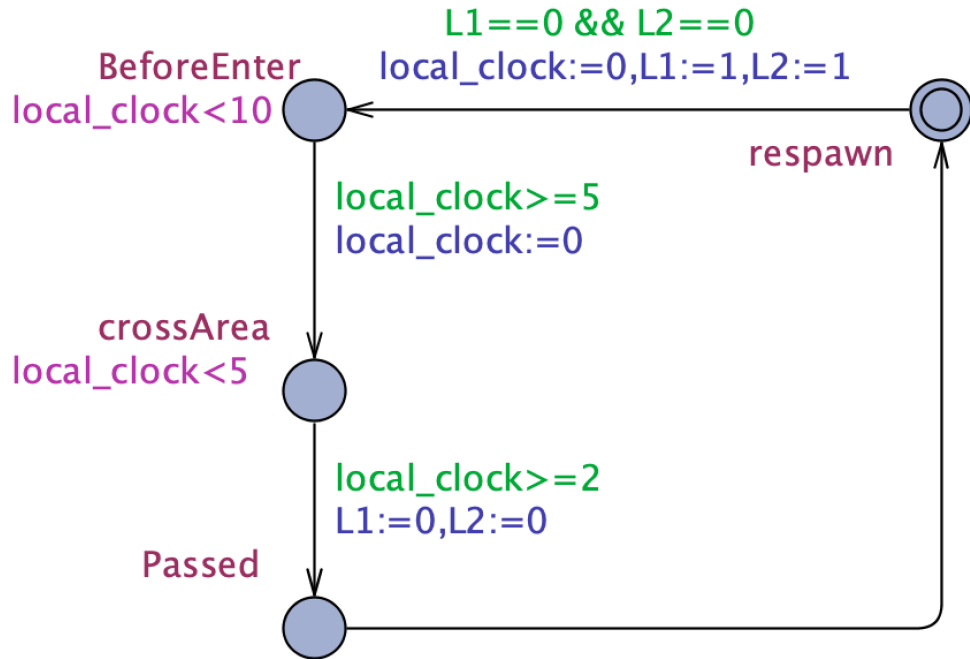 L1==0 && L2==0
local_clock:=0,L1:=1,L2:=1
BeforeEnter
local_clock<10
respawn
local_clock>=5
local_clock:=0
crossArea
local_clock<5
local_clock>=2
L1:=0,L2:=0
Passed